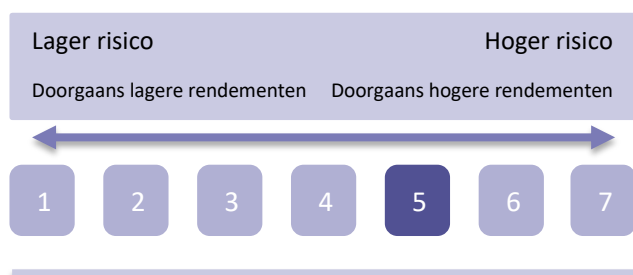 Lager risico Hoger risico
Doorgaans lagere rendementen Doorgaans hogere rendementen
1 2 3 4 5 6 7